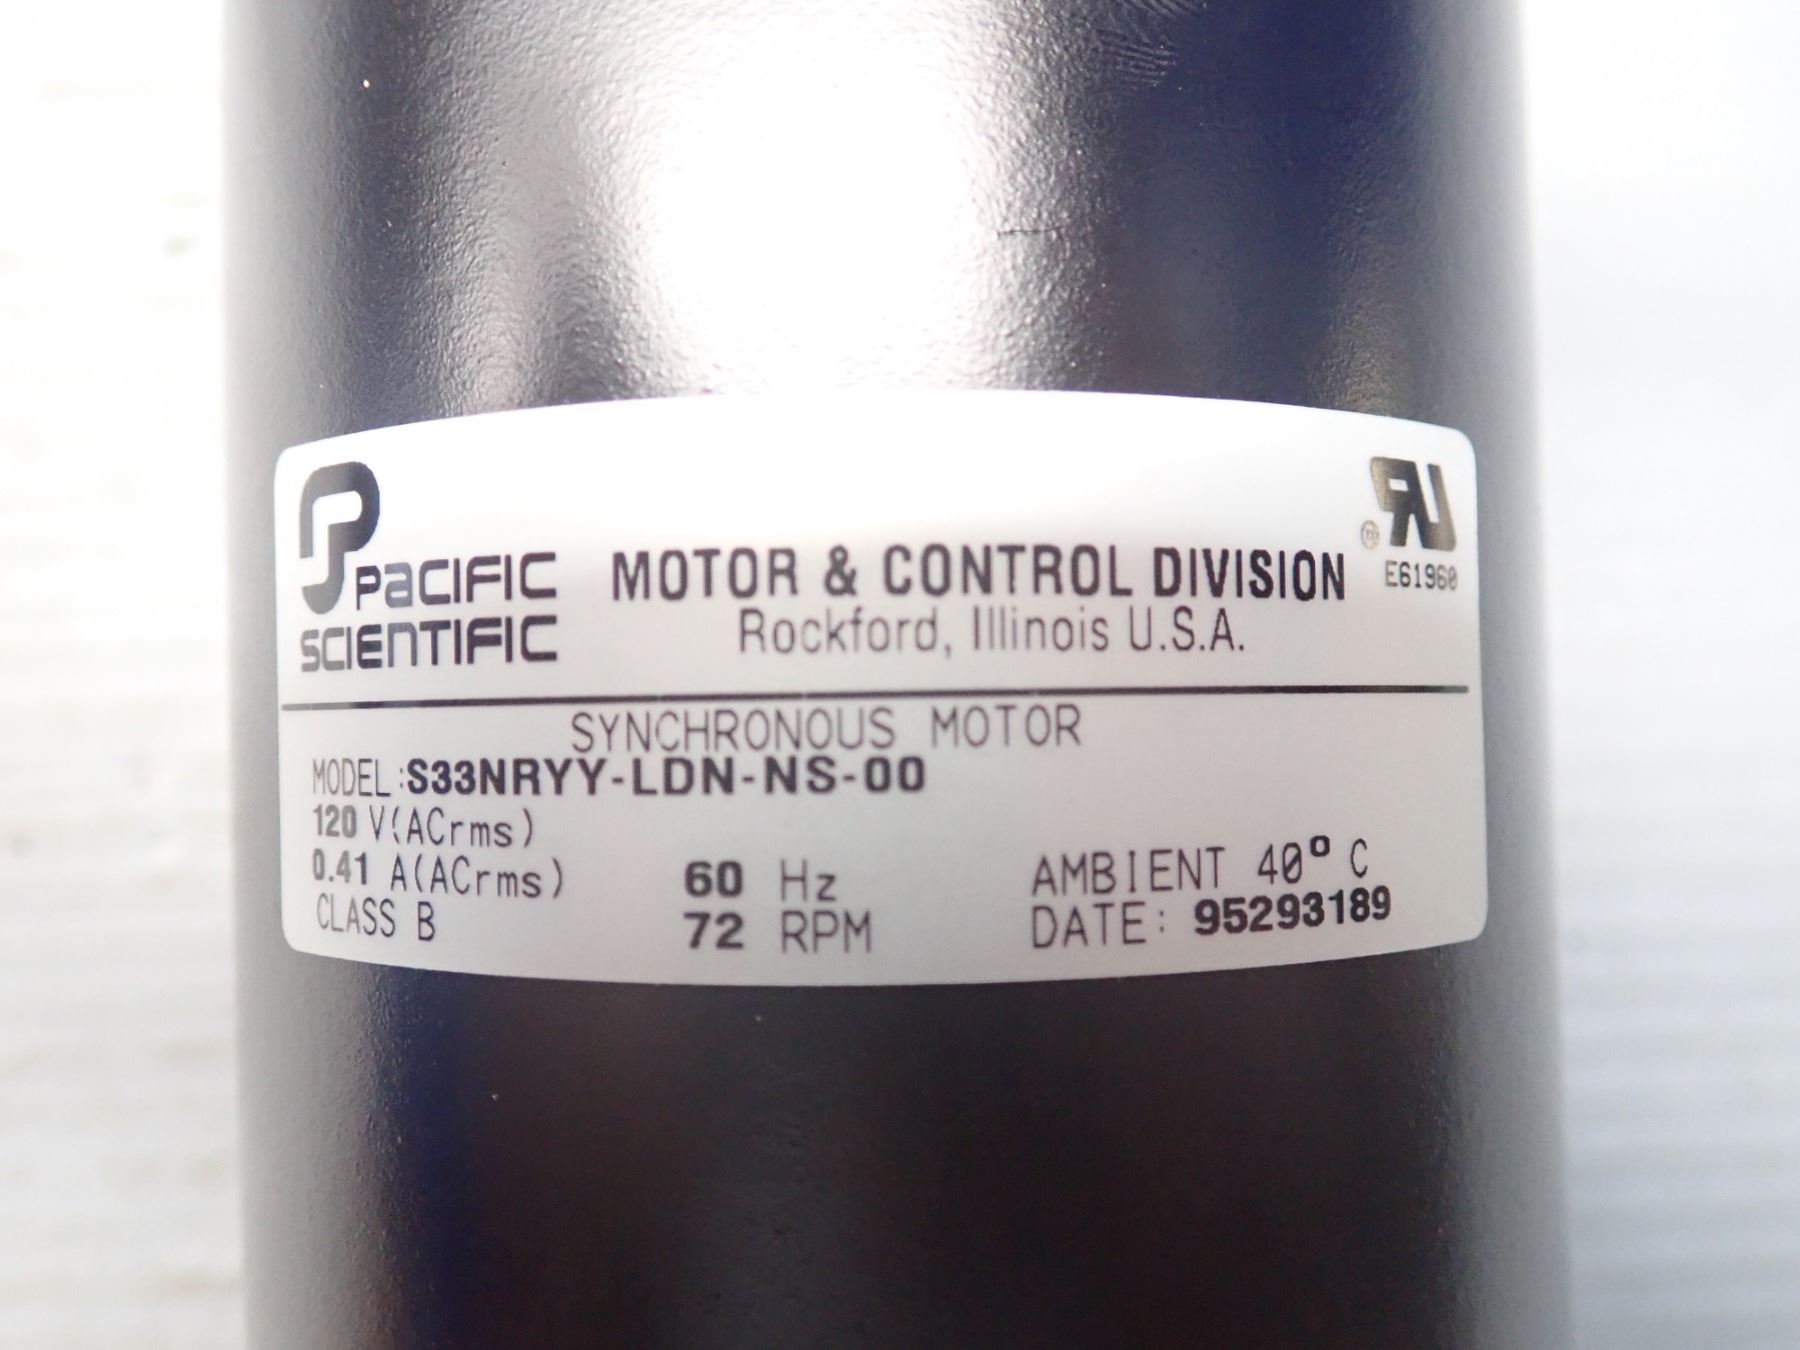 PACIFIC
SCIENTIFIC
MOTOR & CONTROL DIVISION
Rockford, Illinois U.S.A.
®
E61960
SYNCHRONOUS MOTOR
MODEL:S33NRYY-LDN-NS-00
120 V(ACrms)
0.41 A(ACrms) 60 Hz AMBIENT 40° C
CLASS B 72 RPM DATE: 95293189